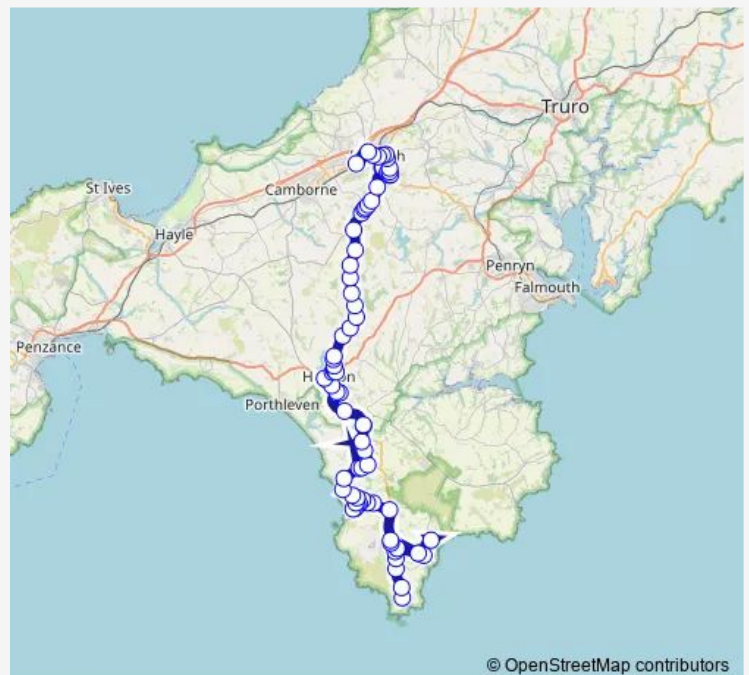 Truro
St Ives
Camborne
Hayle
Penryn
Falmouth
Penzance
Porthleven
© OpenStreetMap contributors